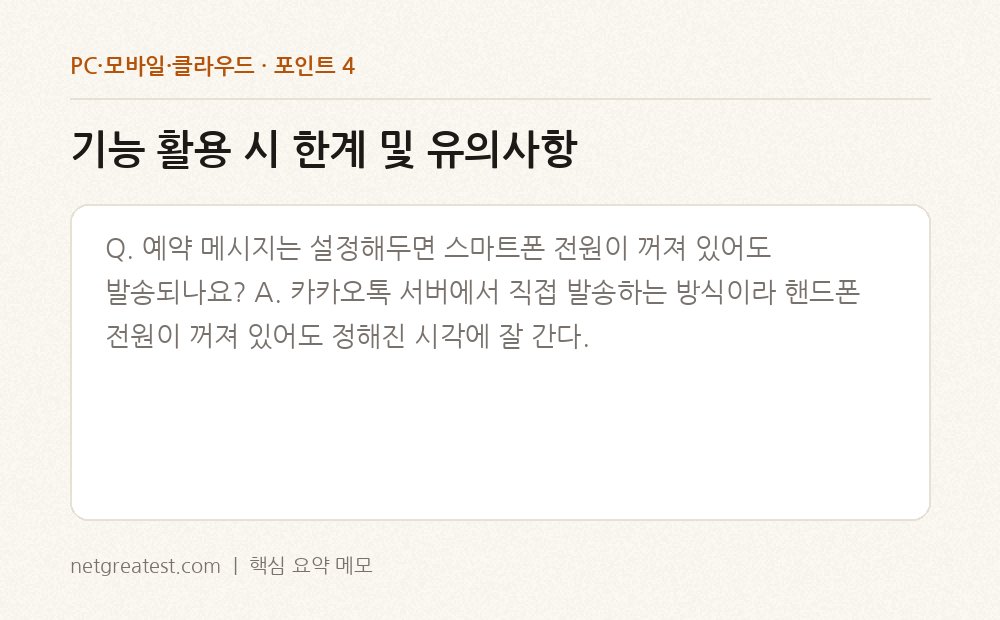 PC·모바일·클라우드 · 포인트 4
기능 활용 시 한계 및 유의사항
Q. 예약 메시지는 설정해두면 스마트폰 전원이 꺼져 있어도
발송되나요? A. 카카오톡 서버에서 직접 발송하는 방식이라 핸드폰
전원이 꺼져 있어도 정해진 시각에 잘 간다.
netgreatest.com | 핵심 요약 메모